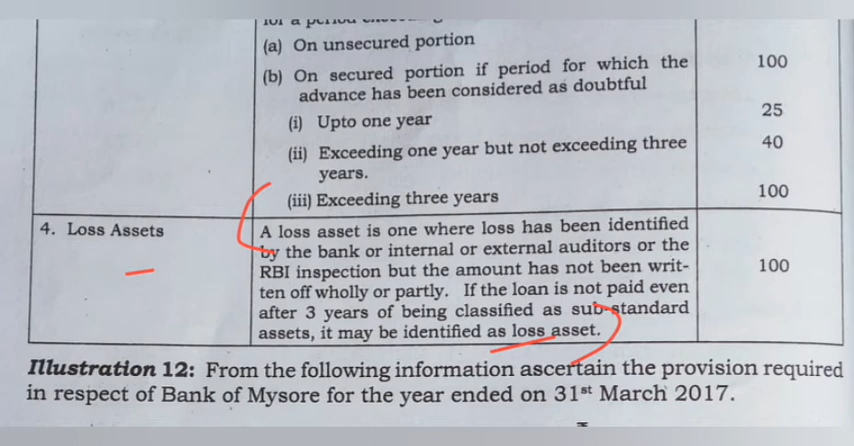 for a period
(a) On unsecured portion
100
(b) On secured portion if period for which the
advance has been considered as doubtful
(i) Upto one year
25
(ii) Exceeding one year but not exceeding three
40
years.
(iii) Exceeding three years
100
4. Loss Assets
A loss asset is one where loss has been identified
by the bank or internal or external auditors or the
RBI inspection but the amount has not been writ-
100
ten off wholly or partly. If the loan is not paid even
after 3 years of being classified as sub-standard
assets, it may be identified as loss asset.
Illustration 12: From the following information ascertain the provision required
in respect of Bank of Mysore for the year ended on 31st March 2017.